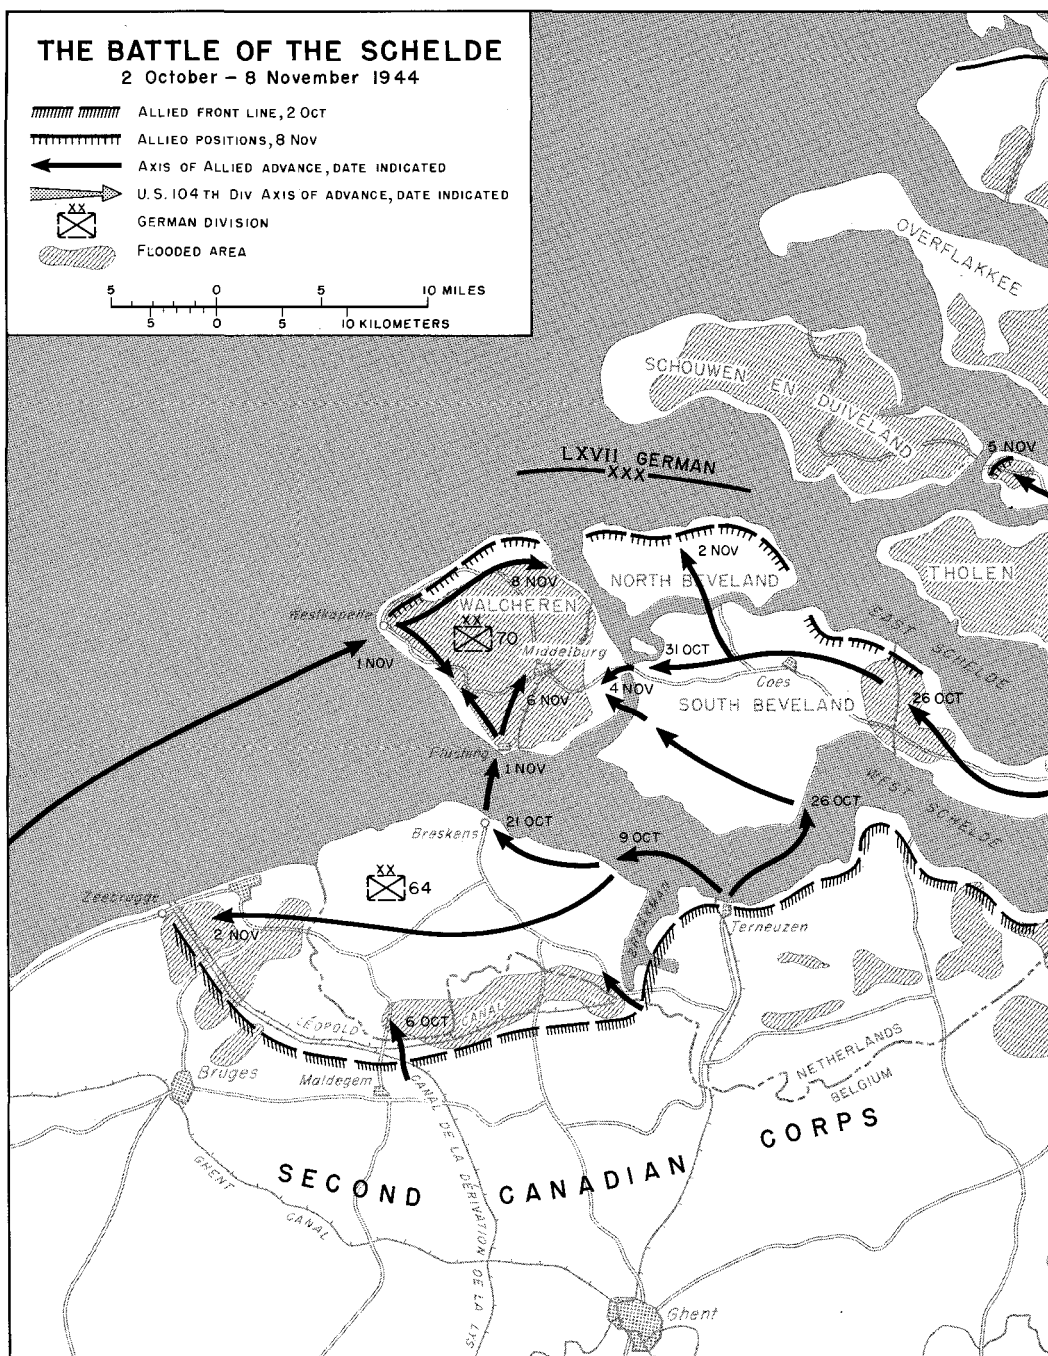 THE BATTLE OF THE SCHELDE
2 October – 8 November 1944
ALLIED FRONT LINE, 2 OCT
ALLIED POSITIONS, 8 NOV
AXIS OF ALLIED ADVANCE, DATE INDICATED
U.S. 104TH DIV AXIS OF ADVANCE, DATE INDICATED
XX
GERMAN DIVISION
FLOODED AREA
5 0 5 10 MILES
5 0 5 10 KILOMETERS
OVERFLAKKEE
SCHOUWEN EN DUIVELAND
5 NOV
LXVII GERMAN
XXX
2 NOV
NORTH BEVELAND
THOLEN
8 NOV
WALCHEREN
XX
70
Westkapelle
1 NOV
Middelburg
31 OCT
EAST SCHELDE
Goes
4 NOV
6 NOV
SOUTH BEVELAND
26 OCT
Flushing
1 NOV
WEST SCHELDE
26 OCT
21 OCT
Breskens
9 OCT
XX
64
Zeebrugge
2 NOV
BRAAKMAN
Terneuzen
LEOPOLD CANAL
6 OCT
NETHERLANDS
BELGIUM
Bruges
Maldegem
CANAL DE LA DÉRIVATION DE LA LYS
GHENT CANAL
SECOND CANADIAN CORPS
Ghent